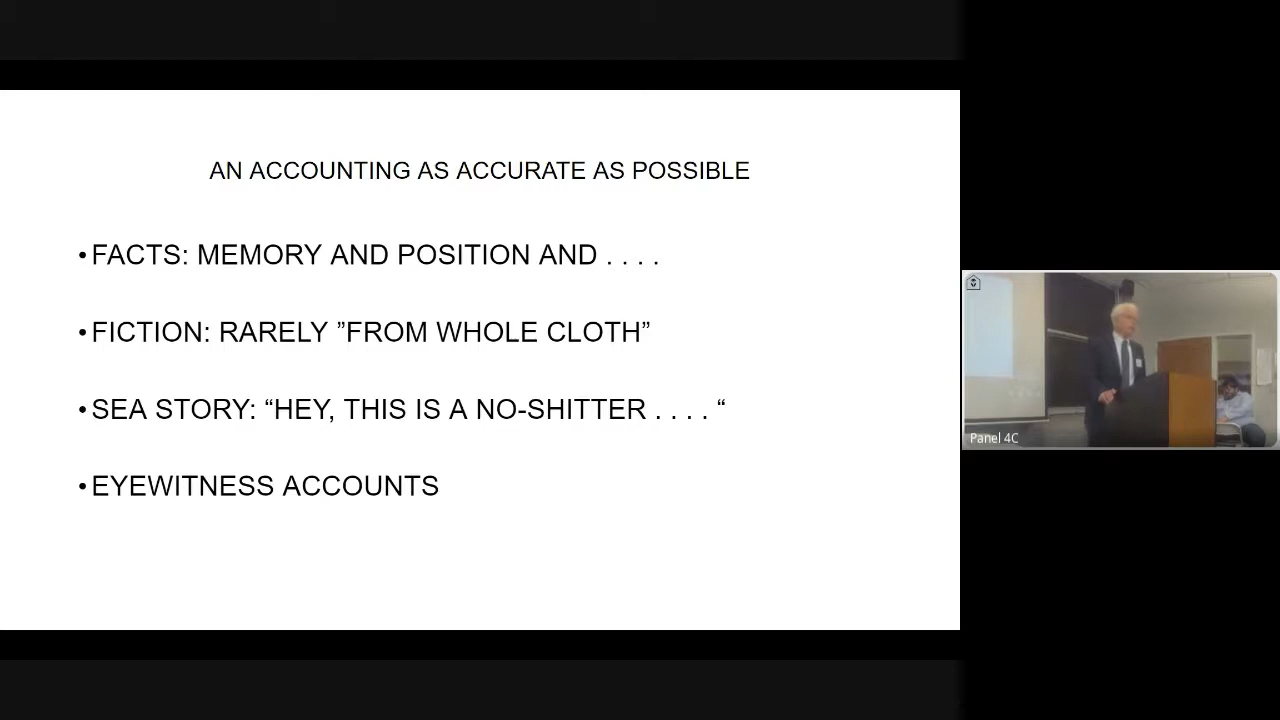 AN ACCOUNTING AS ACCURATE AS POSSIBLE
•FACTS: MEMORY AND POSITION AND . . . .
•FICTION: RARELY ”FROM WHOLE CLOTH”
•SEA STORY: “HEY, THIS IS A NO-SHITTER . . . . “
•EYEWITNESS ACCOUNTS
Panel 4C